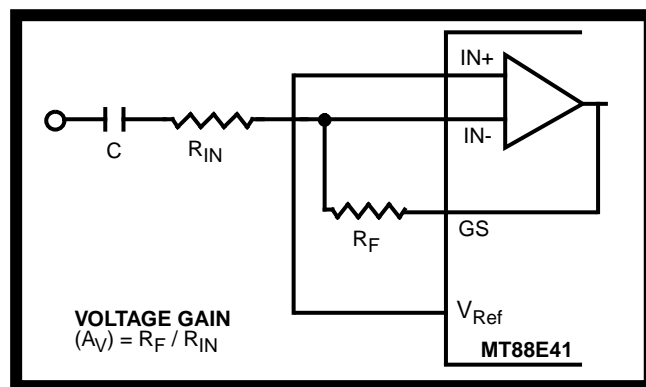 IN+
C
R_IN
IN-
R_F
GS
VOLTAGE GAIN
(A_V) = R_F / R_IN
V_Ref
MT88E41